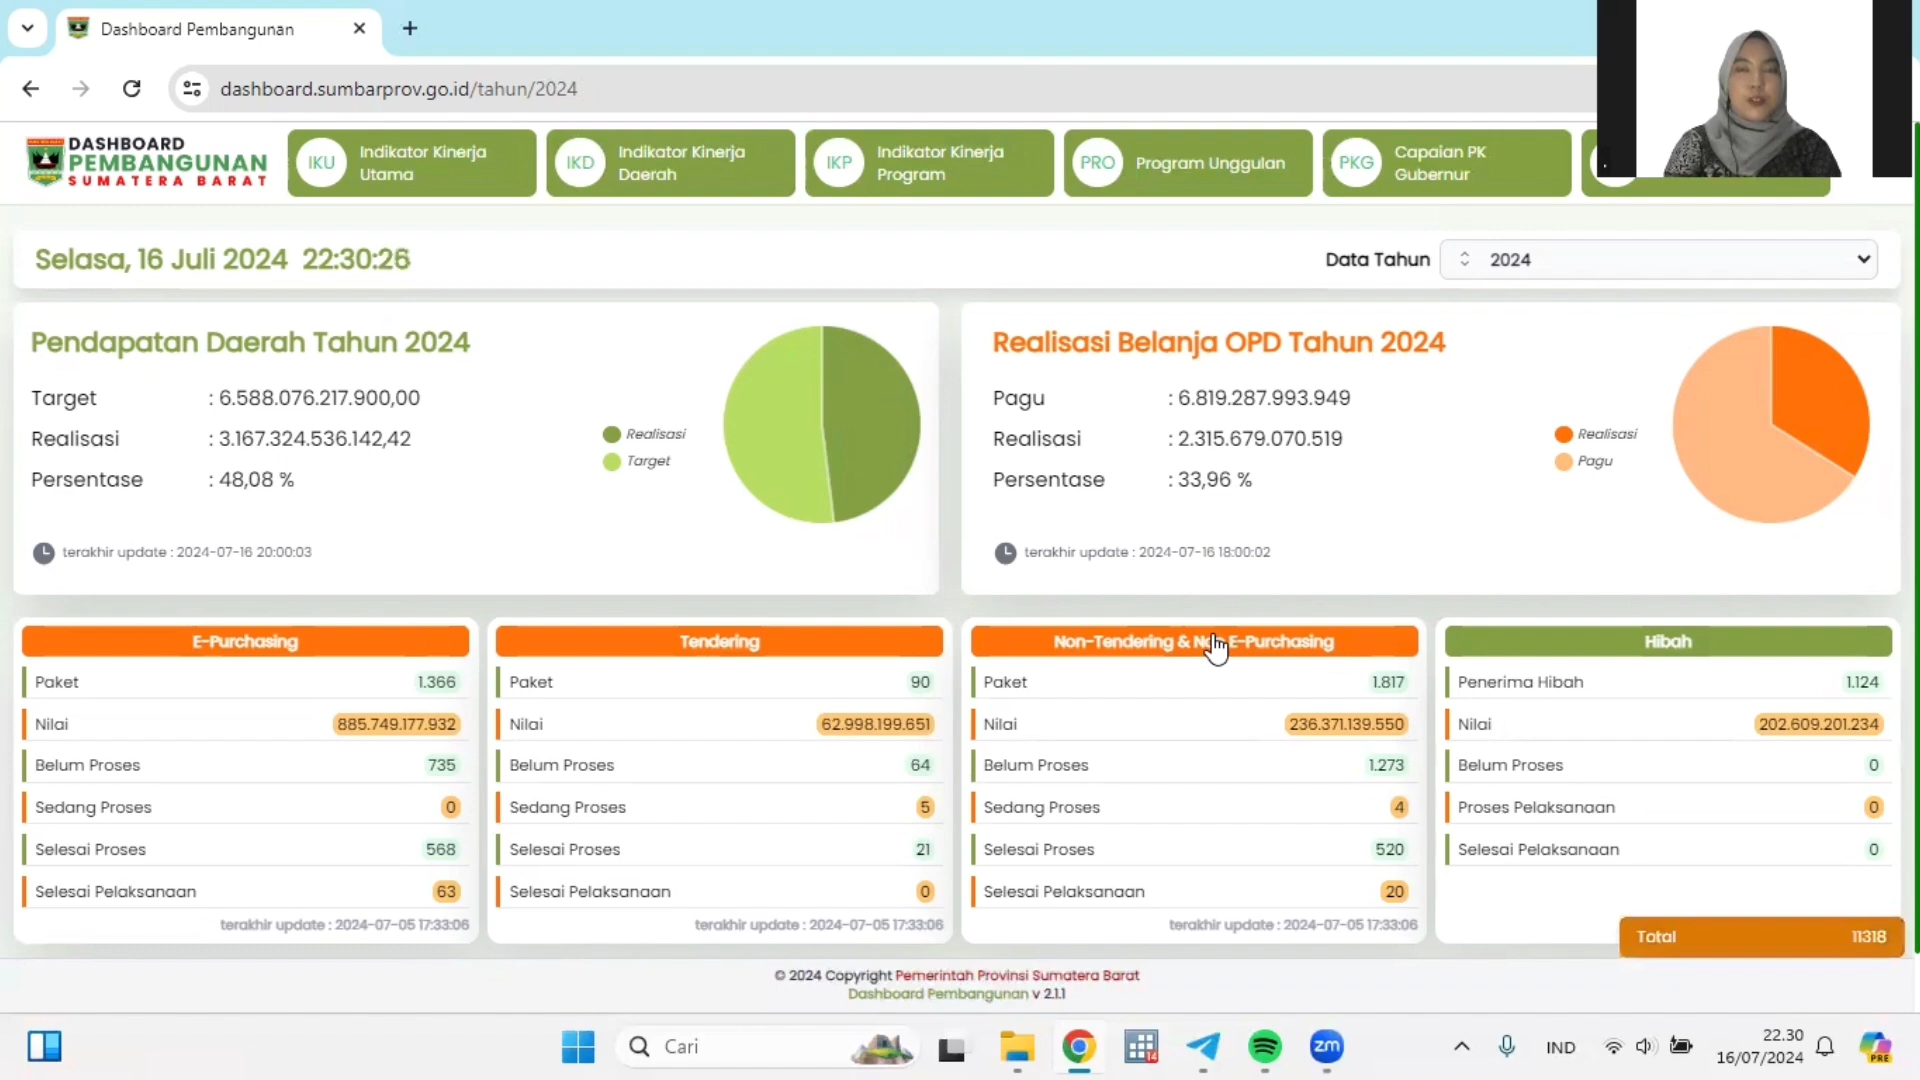 Dashboard Pembangunan
dashboard.sumbarprov.go.id/tahun/2024
DASHBOARD
PEMBANGUNAN
SUMATERA BARAT
IKU
Indikator Kinerja
Utama
IKD
Indikator Kinerja
Daerah
IKP
Indikator Kinerja
Program
PRO
Program Unggulan
PKG
Capaian PK
Gubernur
Selasa, 16 Juli 2024 22:30:26
Data Tahun
2024
Pendapatan Daerah Tahun 2024
Target : 6.588.076.217.900,00
Realisasi : 3.167.324.536.142,42
Persentase : 48,08 %
Realisasi
Target
terakhir update : 2024-07-16 20:00:03
Realisasi Belanja OPD Tahun 2024
Pagu : 6.819.287.993.949
Realisasi : 2.315.679.070.519
Persentase : 33,96 %
Realisasi
Pagu
terakhir update : 2024-07-16 18:00:02
E-Purchasing
Paket 1.366
Nilai 885.749.177.932
Belum Proses 735
Sedang Proses 0
Selesai Proses 568
Selesai Pelaksanaan 63
terakhir update : 2024-07-05 17:33:06
Tendering
Paket 90
Nilai 62.998.199.651
Belum Proses 64
Sedang Proses 5
Selesai Proses 21
Selesai Pelaksanaan 0
terakhir update : 2024-07-05 17:33:06
Non-Tendering & Non E-Purchasing
Paket 1.817
Nilai 236.371.139.550
Belum Proses 1.273
Sedang Proses 4
Selesai Proses 520
Selesai Pelaksanaan 20
terakhir update : 2024-07-05 17:33:06
Hibah
Penerima Hibah 1.124
Nilai 202.609.201.234
Belum Proses 0
Proses Pelaksanaan 0
Selesai Pelaksanaan 0
Total 11318
© 2024 Copyright Pemerintah Provinsi Sumatera Barat
Dashboard Pembangunan v 2.1.1
Cari
14
zm
IND
22.30
16/07/2024
PRE